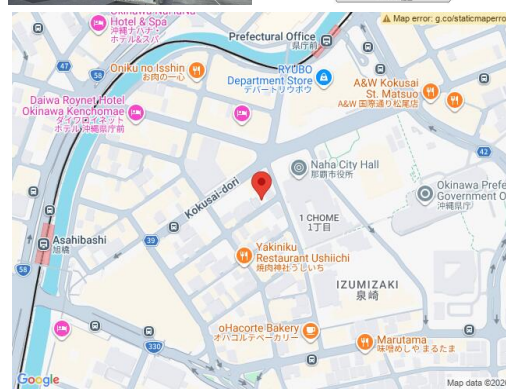 Okinawa NaHaNa
Hotel & Spa
沖縄ナハナ・
ホテル&スパ
Prefectural Office
県庁前
Map error: g.co/staticmaperro
47
58
Oniku no Isshin
お肉の一心
RYUBO
Department Store
デパートリウボウ
A&W Kokusai
St. Matsuo
A&W 国際通り松尾店
Daiwa Roynet Hotel
Okinawa Kenchomae
ダイワロイネット
ホテル沖縄県庁前
42
Naha City Hall
那覇市役所
Okinawa Prefe
Government O
沖縄県庁
Kokusai-dori
1 CHOME
1丁目
Asahibashi
旭橋
39
58
Yakiniku
Restaurant Ushiichi
焼肉神社うしいち
IZUMIZAKI
泉崎
oHacorte Bakery
オハコルテベーカリー
Marutama
味噌めしや まるたま
330
Google
Map data ©202